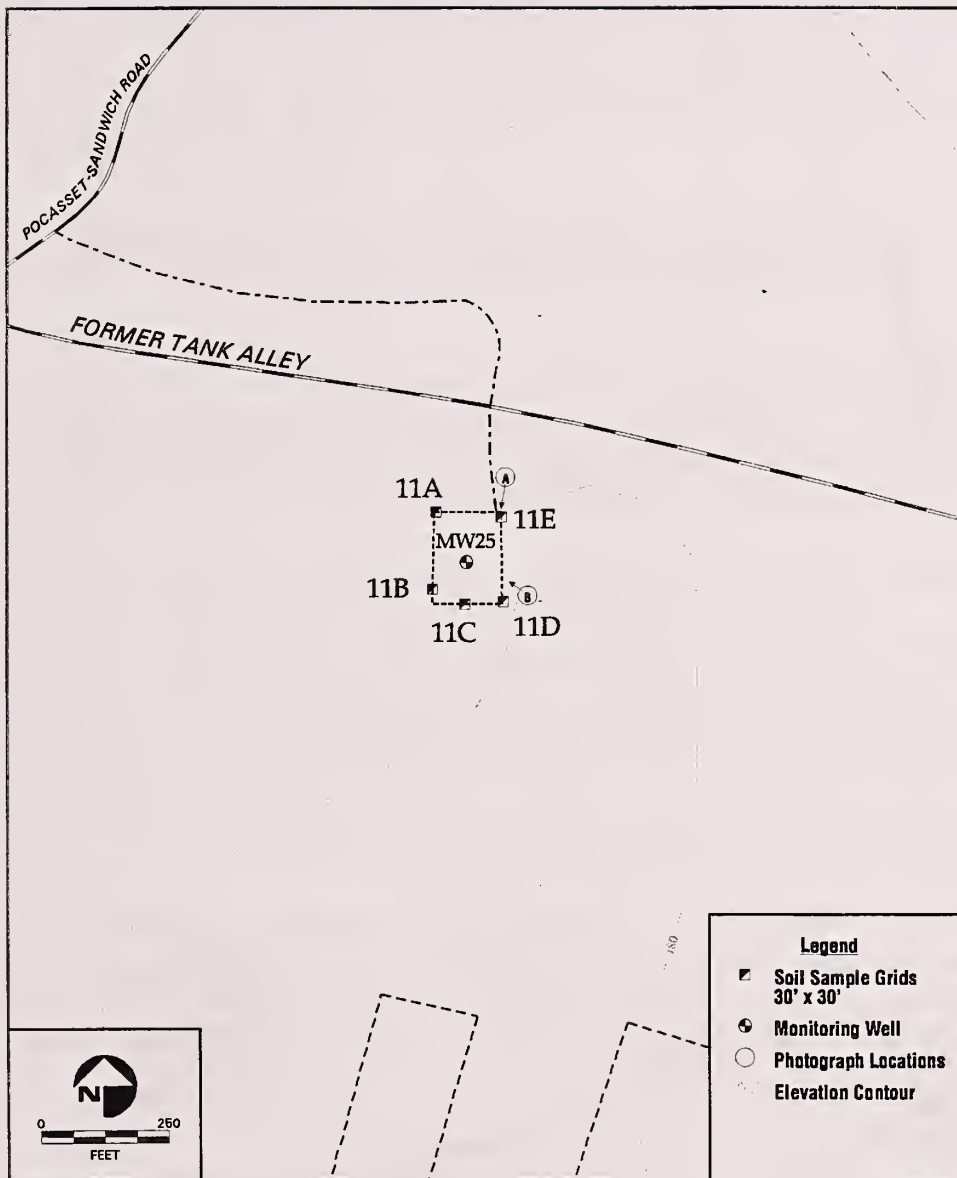 POCASSET-SANDWICH ROAD
FORMER TANK ALLEY
A
11A
11E
MW25
11B
B
11C
11D
180
Legend
Soil Sample Grids
30' x 30'
Monitoring Well
Photograph Locations
Elevation Contour
N
0 250
FEET